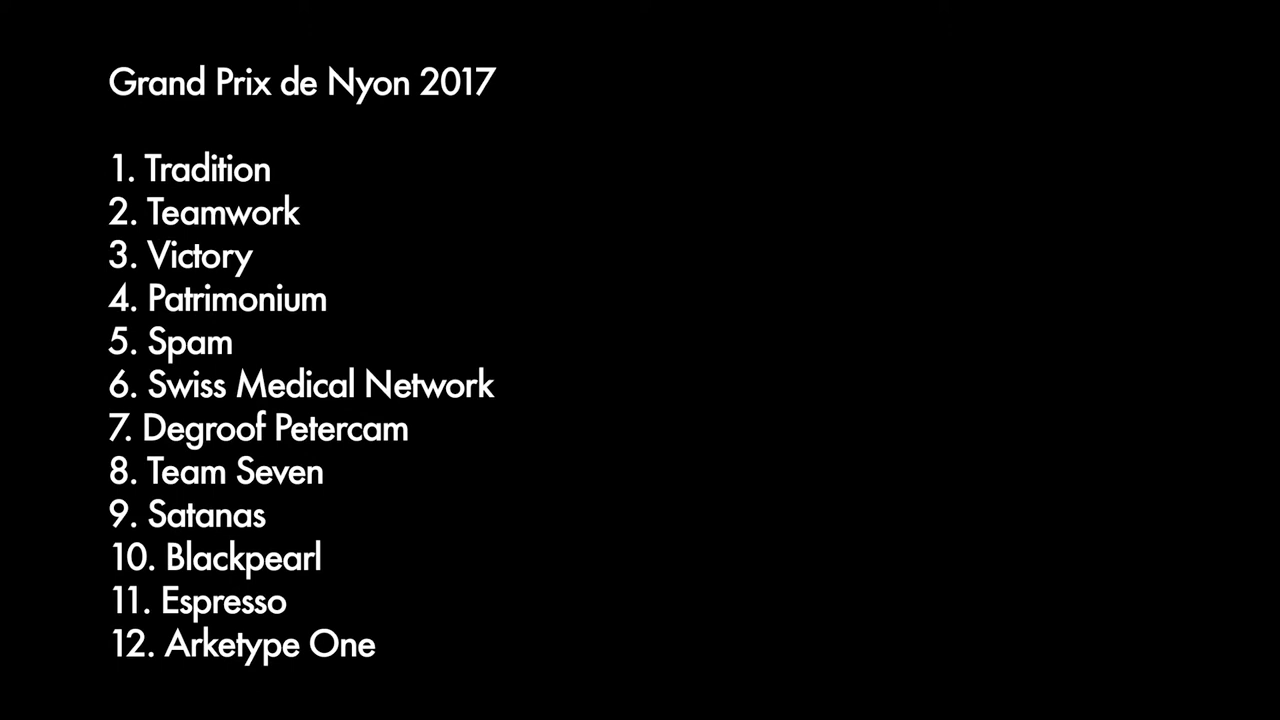 Grand Prix de Nyon 2017
1. Tradition
2. Teamwork
3. Victory
4. Patrimonium
5. Spam
6. Swiss Medical Network
7. Degroof Petercam
8. Team Seven
9. Satanas
10. Blackpearl
11. Espresso
12. Arketype One